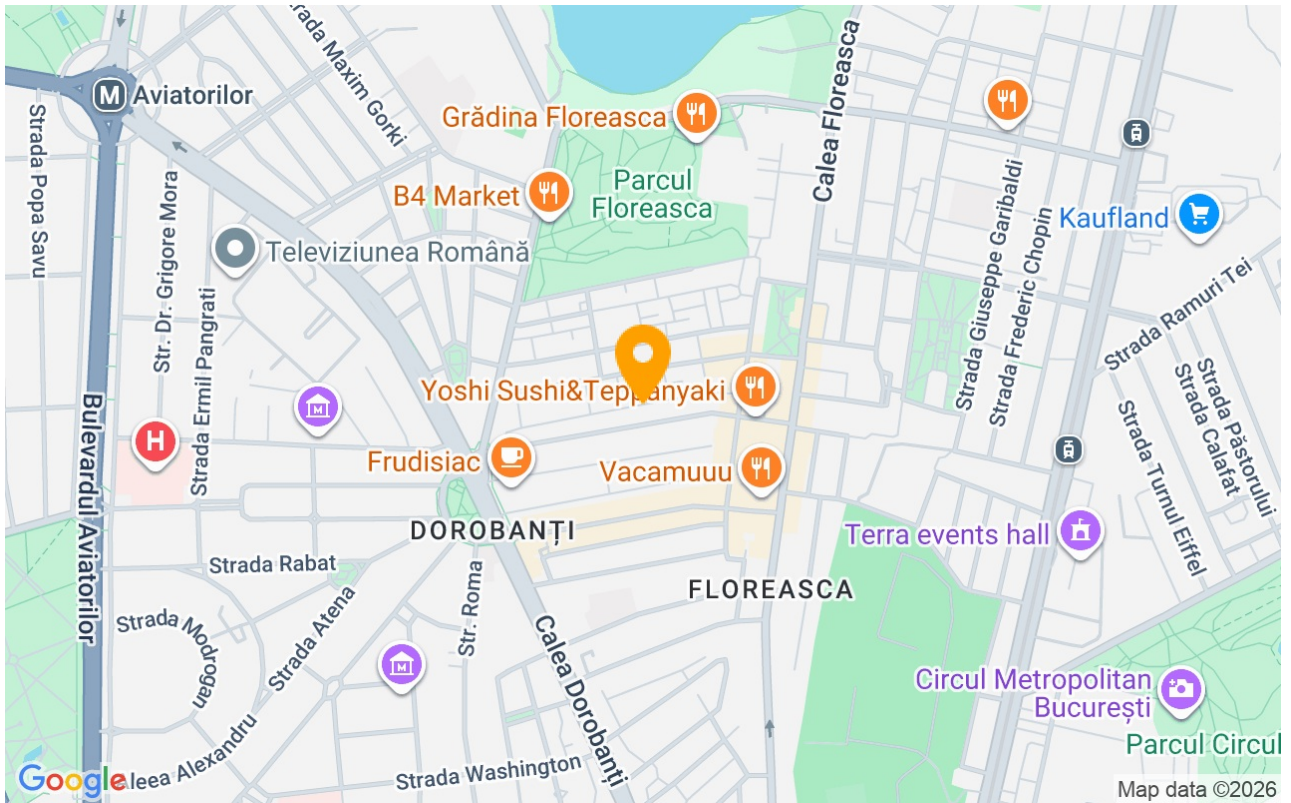 Strada Maxim Gorki
M
Aviatorilor
Grădina Floreasca
Calea Floreasca
Strada Popa Savu
Str. Dr. Grigore Mora
B4 Market
Parcul
Floreasca
Kaufland
Televiziunea Română
Strada Giuseppe Garibaldi
Strada Frederic Chopin
Strada Ramuri Tei
Strada Ermil Pangrati
Yoshi Sushi&Teppanyaki
Strada Păstorului
Strada Calafat
Strada Turnul Eiffel
Bulevardul Aviatorilor
M
H
Frudisiac
Vacamuuu
DOROBANȚI
Terra events hall
Strada Rabat
FLOREASCA
Strada Atena
Str. Roma
Strada Modrogan
Calea Dorobanți
M
Circul Metropolitan
București
Parcul Circul
Aleea Alexandru
Strada Washington
Google
Map data ©2026